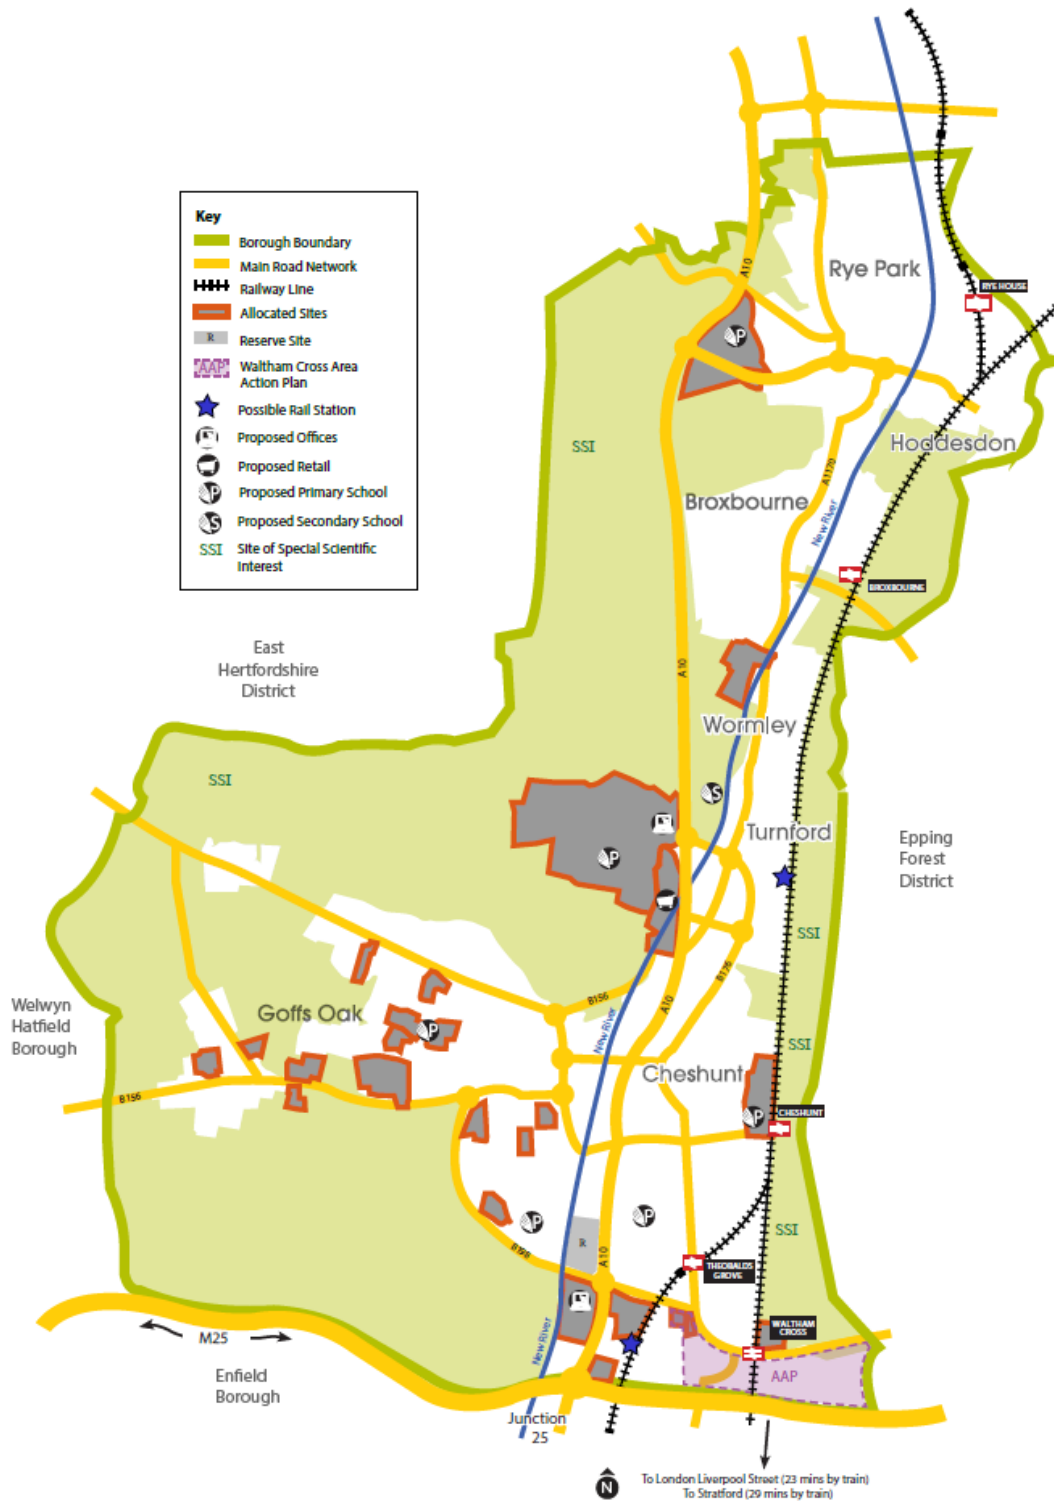 Key
Borough Boundary
Main Road Network
Railway Line
Allocated Sites
R
Reserve Site
AAP
Waltham Cross Area
Action Plan
Possible Rail Station
Proposed Offices
Proposed Retail
P
Proposed Primary School
S
Proposed Secondary School
SSI
Site of Special Scientific
Interest
A10
Rye Park
RYE HOUSE
P
SSI
Hoddesdon
A1170
Broxbourne
New River
BROXBOURNE
East
Hertfordshire
District
A10
Wormley
SSI
S
Turnford
Epping
Forest
District
P
SSI
B176
B156
A10
Welwyn
Hatfield
Borough
Goffs Oak
P
New River
SSI
Cheshunt
B156
P
CHESHUNT
P
P
SSI
R
B198
A10
THEOBALDS
GROVE
New River
WALTHAM
CROSS
M25
AAP
Enfield
Borough
Junction
25
N
To London Liverpool Street (23 mins by train)
To Stratford (29 mins by train)